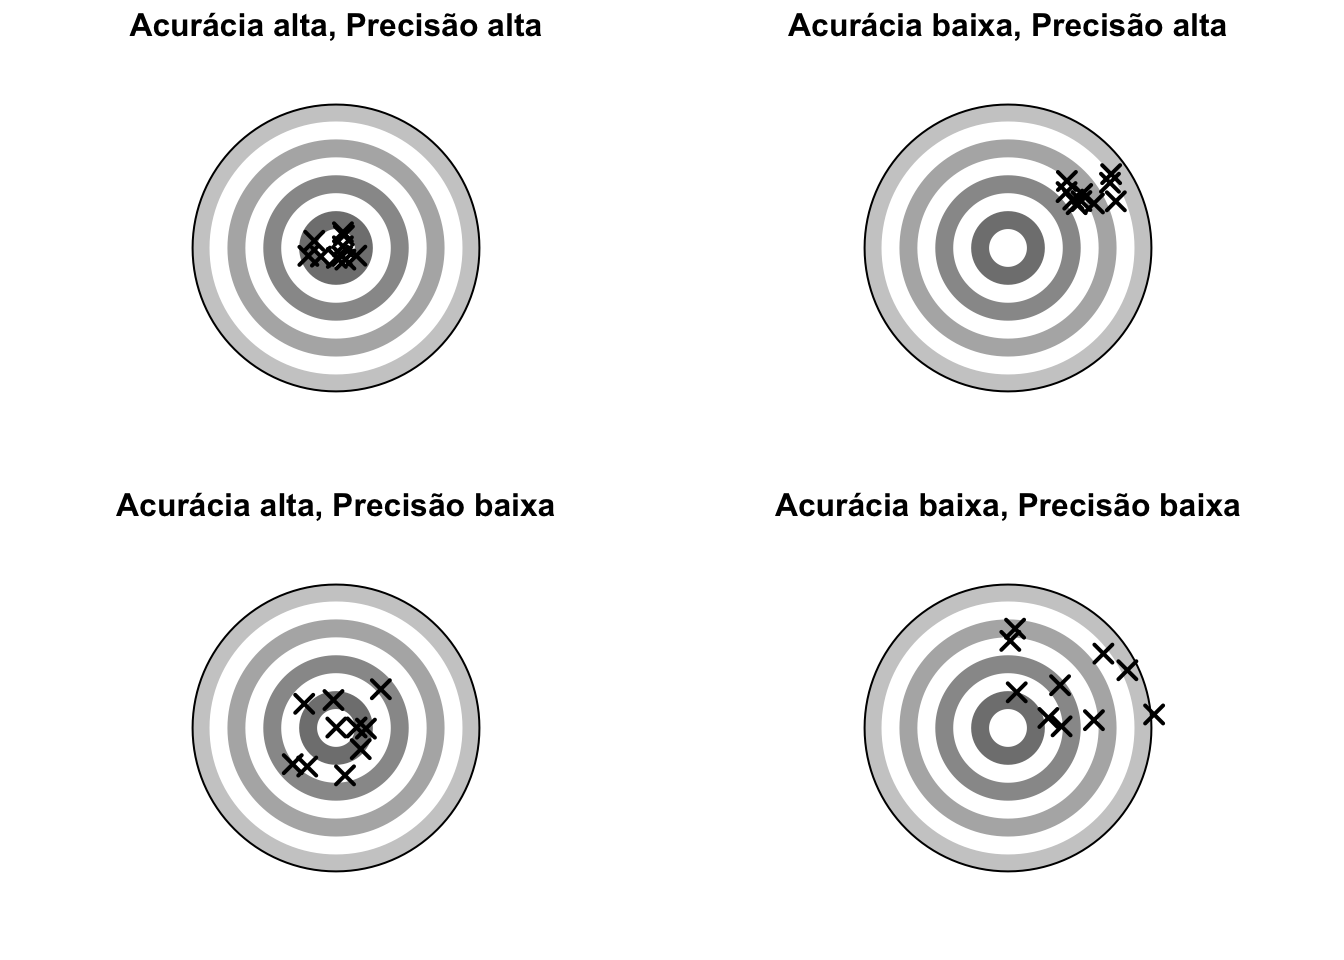 Acurácia alta, Precisão alta
Acurácia baixa, Precisão alta
Acurácia alta, Precisão baixa
Acurácia baixa, Precisão baixa